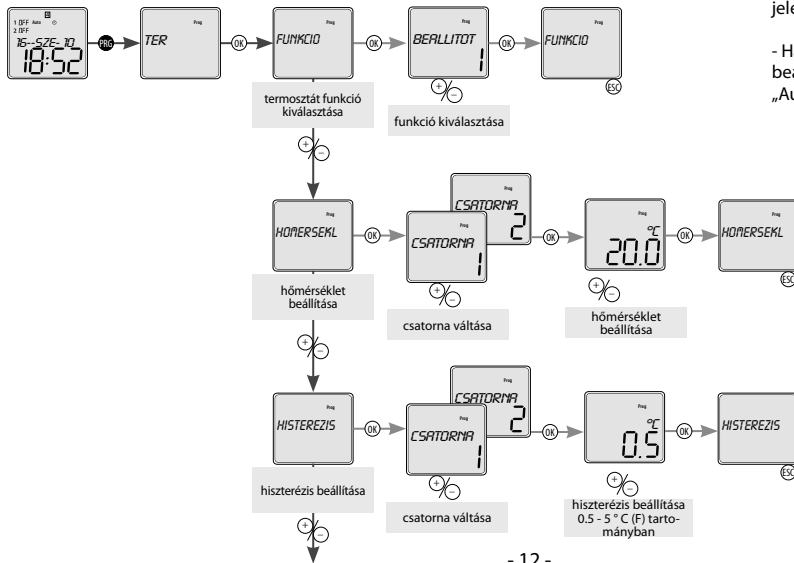 1 OFF Auto
2 OFF
16--SZE-10
18:52
PRG
Prog
TER
OK
Prog
FUNKCIO
OK
Prog
BEALLITOT
1
OK
Prog
FUNKCIO
ESC
jele
- H
beá
„Au
termosztát funkció
kiválasztása
+/-
funkció kiválasztása
+/-
Prog
HOMERSEKL
OK
Prog
CSATORNA
2
Prog
CSATORNA
1
OK
Prog
°C
20.0
OK
Prog
HOMERSEKL
ESC
hőmérséklet
beállítása
+/-
csatorna váltása
+/-
hőmérséklet
beállítása
+/-
Prog
HISTEREZIS
OK
Prog
CSATORNA
2
Prog
CSATORNA
1
OK
Prog
°C
0.5
OK
Prog
HISTEREZIS
ESC
hiszterézis beállítása
+/-
csatorna váltása
+/-
hiszterézis beállítása
0.5 - 5 ° C (F) tarto-
mányban
+/-
- 12 -